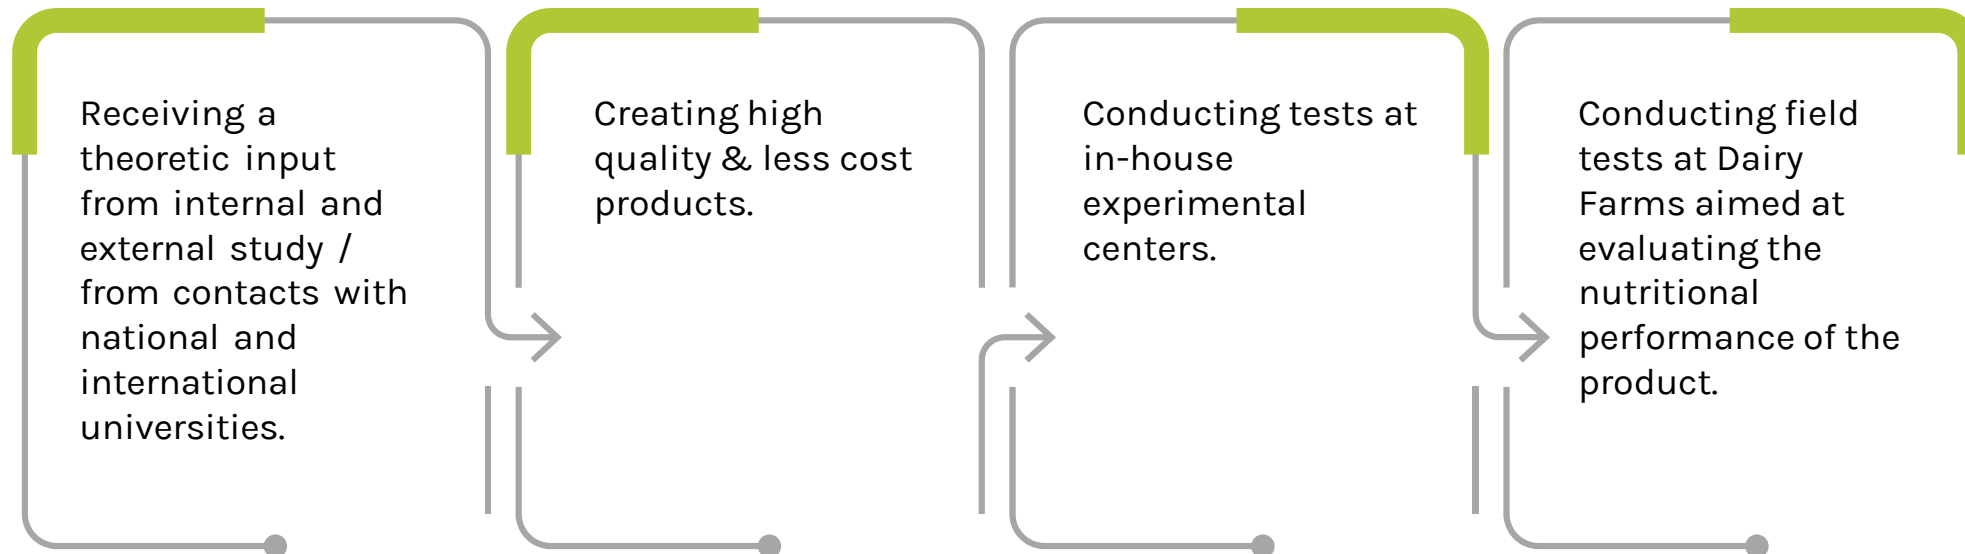 Receiving a
theoretic input
from internal and
external study /
from contacts with
national and
international
universities.
Creating high
quality & less cost
products.
Conducting tests at
in-house
experimental
centers.
Conducting field
tests at Dairy
Farms aimed at
evaluating the
nutritional
performance of the
product.